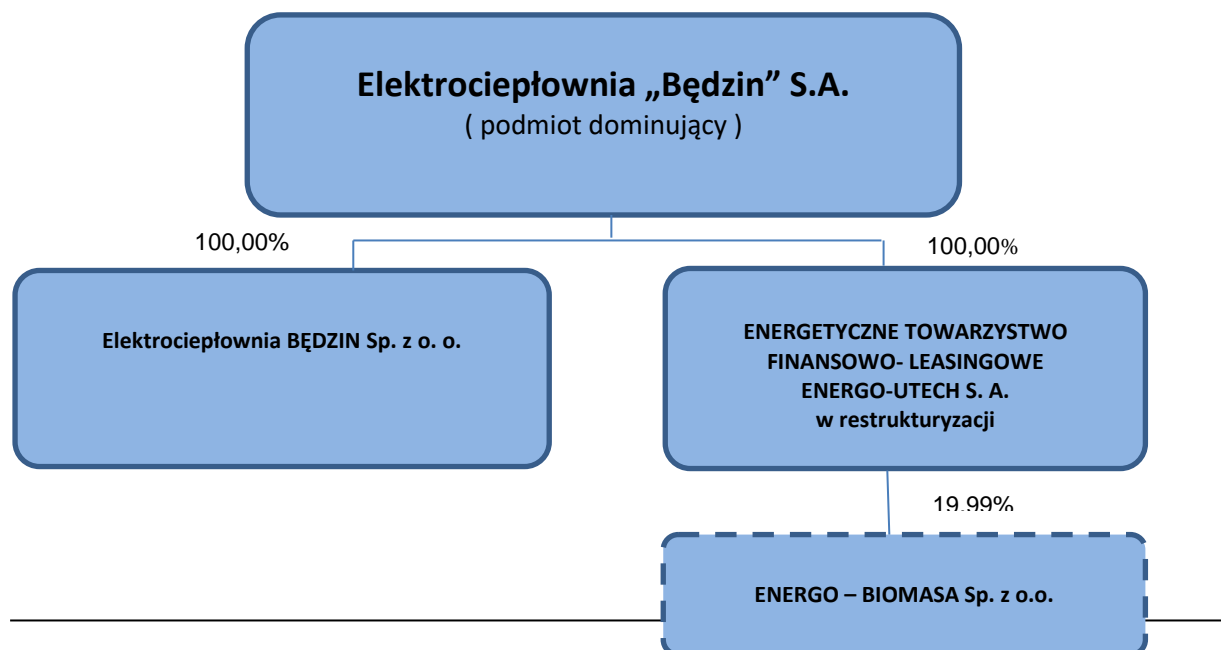 Elektrociepłownia „Będzin” S.A.
( podmiot dominujący )
100,00%
100,00%
Elektrociepłownia BĘDZIN Sp. z o. o.
ENERGETYCZNE TOWARZYSTWO
FINANSOWO- LEASINGOWE
ENERGO-UTECH S. A.
w restrukturyzacji
19,99%
ENERGO – BIOMASA Sp. z o.o.